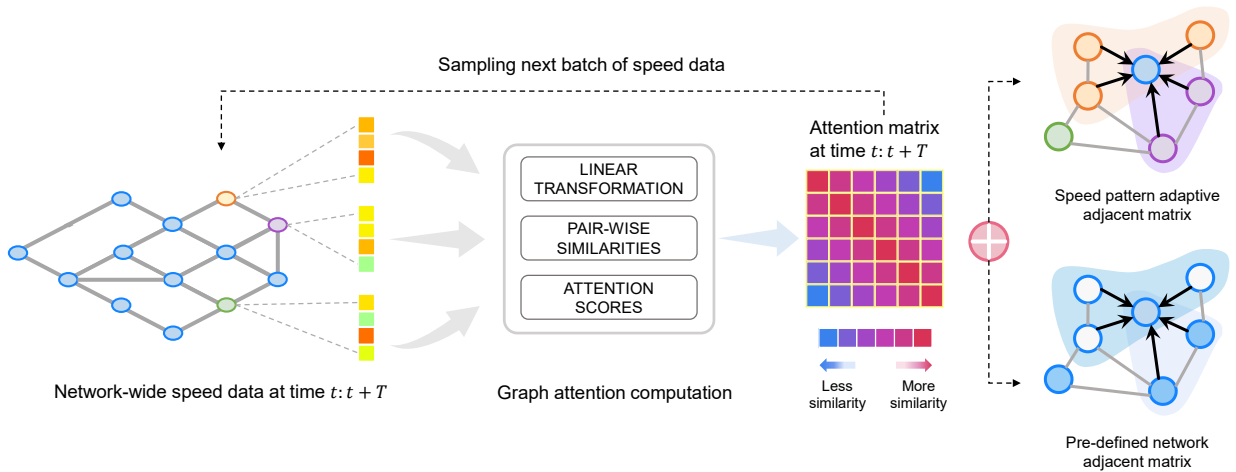 Sampling next batch of speed data
Network-wide speed data at time t: t + T
LINEAR
TRANSFORMATION
PAIR-WISE
SIMILARITIES
ATTENTION
SCORES
Graph attention computation
Attention matrix
at time t: t + T
Less
similarity
More
similarity
Speed pattern adaptive
adjacent matrix
Pre-defined network
adjacent matrix